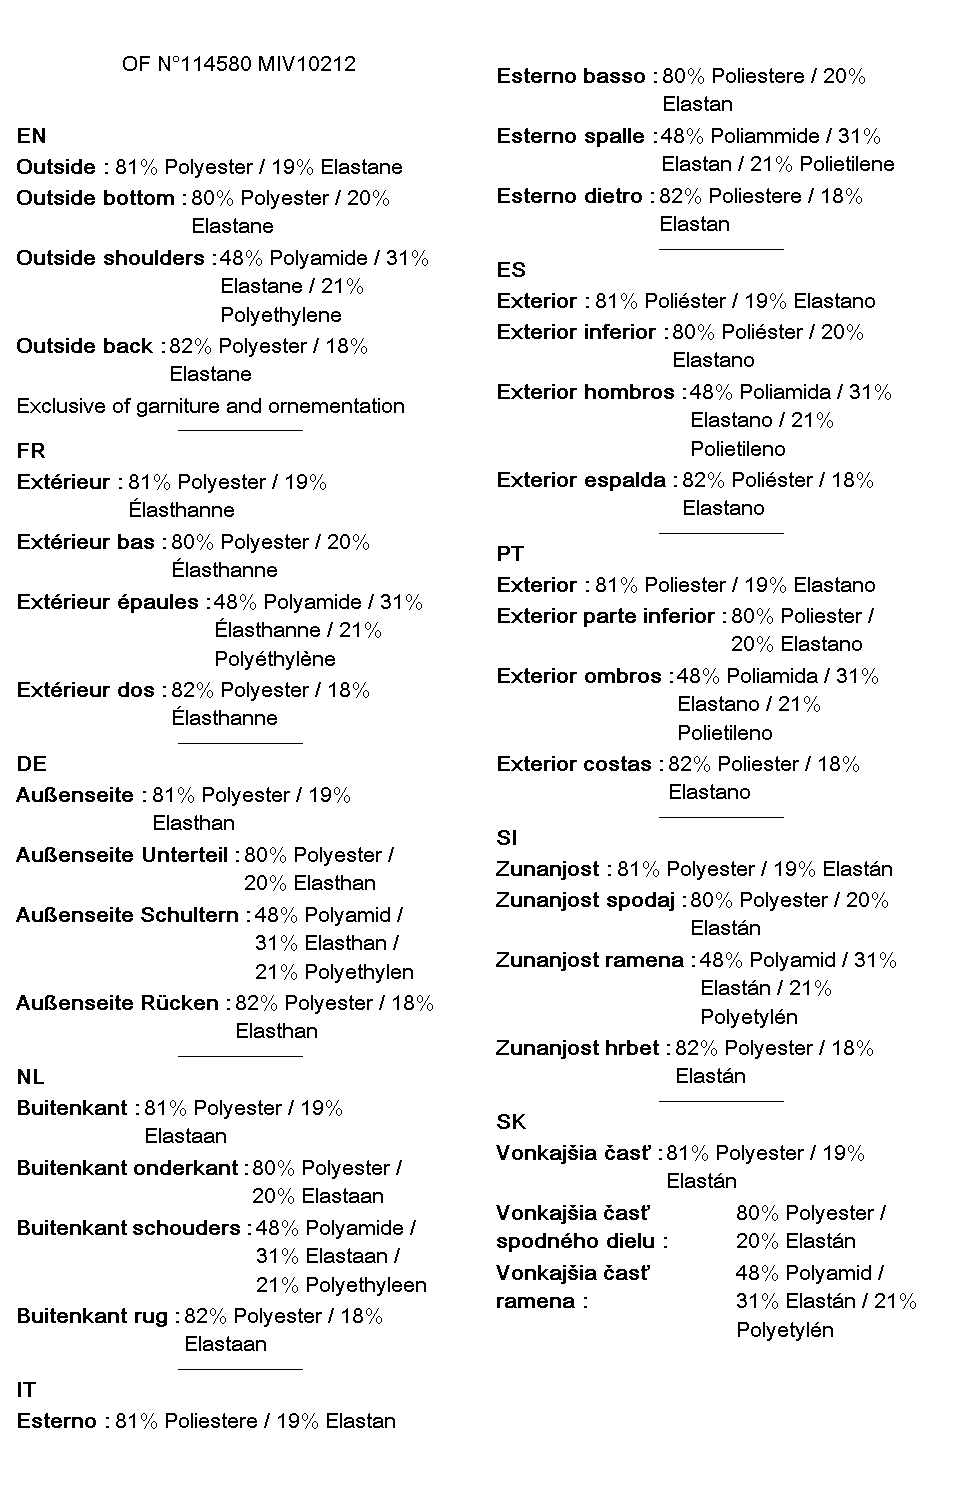 OF N°114580 MIV10212
EN
Outside : 81% Polyester / 19% Elastane
Outside bottom : 80% Polyester / 20%
Elastane
Outside shoulders : 48% Polyamide / 31%
Elastane / 21%
Polyethylene
Outside back : 82% Polyester / 18%
Elastane
Exclusive of garniture and ornementation
FR
Extérieur : 81% Polyester / 19%
Élasthanne
Extérieur bas : 80% Polyester / 20%
Élasthanne
Extérieur épaules : 48% Polyamide / 31%
Élasthanne / 21%
Polyéthylène
Extérieur dos : 82% Polyester / 18%
Élasthanne
DE
Außenseite : 81% Polyester / 19%
Elasthan
Außenseite Unterteil : 80% Polyester /
20% Elasthan
Außenseite Schultern : 48% Polyamid /
31% Elasthan /
21% Polyethylen
Außenseite Rücken : 82% Polyester / 18%
Elasthan
NL
Buitenkant : 81% Polyester / 19%
Elastaan
Buitenkant onderkant : 80% Polyester /
20% Elastaan
Buitenkant schouders : 48% Polyamide /
31% Elastaan /
21% Polyethyleen
Buitenkant rug : 82% Polyester / 18%
Elastaan
IT
Esterno : 81% Poliestere / 19% Elastan
Esterno basso : 80% Poliestere / 20%
Elastan
Esterno spalle : 48% Poliammide / 31%
Elastan / 21% Polietilene
Esterno dietro : 82% Poliestere / 18%
Elastan
ES
Exterior : 81% Poliéster / 19% Elastano
Exterior inferior : 80% Poliéster / 20%
Elastano
Exterior hombros : 48% Poliamida / 31%
Elastano / 21%
Polietileno
Exterior espalda : 82% Poliéster / 18%
Elastano
PT
Exterior : 81% Poliester / 19% Elastano
Exterior parte inferior : 80% Poliester /
20% Elastano
Exterior ombros : 48% Poliamida / 31%
Elastano / 21%
Polietileno
Exterior costas : 82% Poliester / 18%
Elastano
SI
Zunanjost : 81% Polyester / 19% Elastán
Zunanjost spodaj : 80% Polyester / 20%
Elastán
Zunanjost ramena : 48% Polyamid / 31%
Elastán / 21%
Polyetylén
Zunanjost hrbet : 82% Polyester / 18%
Elastán
SK
Vonkajšia časť : 81% Polyester / 19%
Elastán
Vonkajšia časť 80% Polyester /
spodného dielu : 20% Elastán
Vonkajšia časť 48% Polyamid /
ramena : 31% Elastán / 21%
Polyetylén